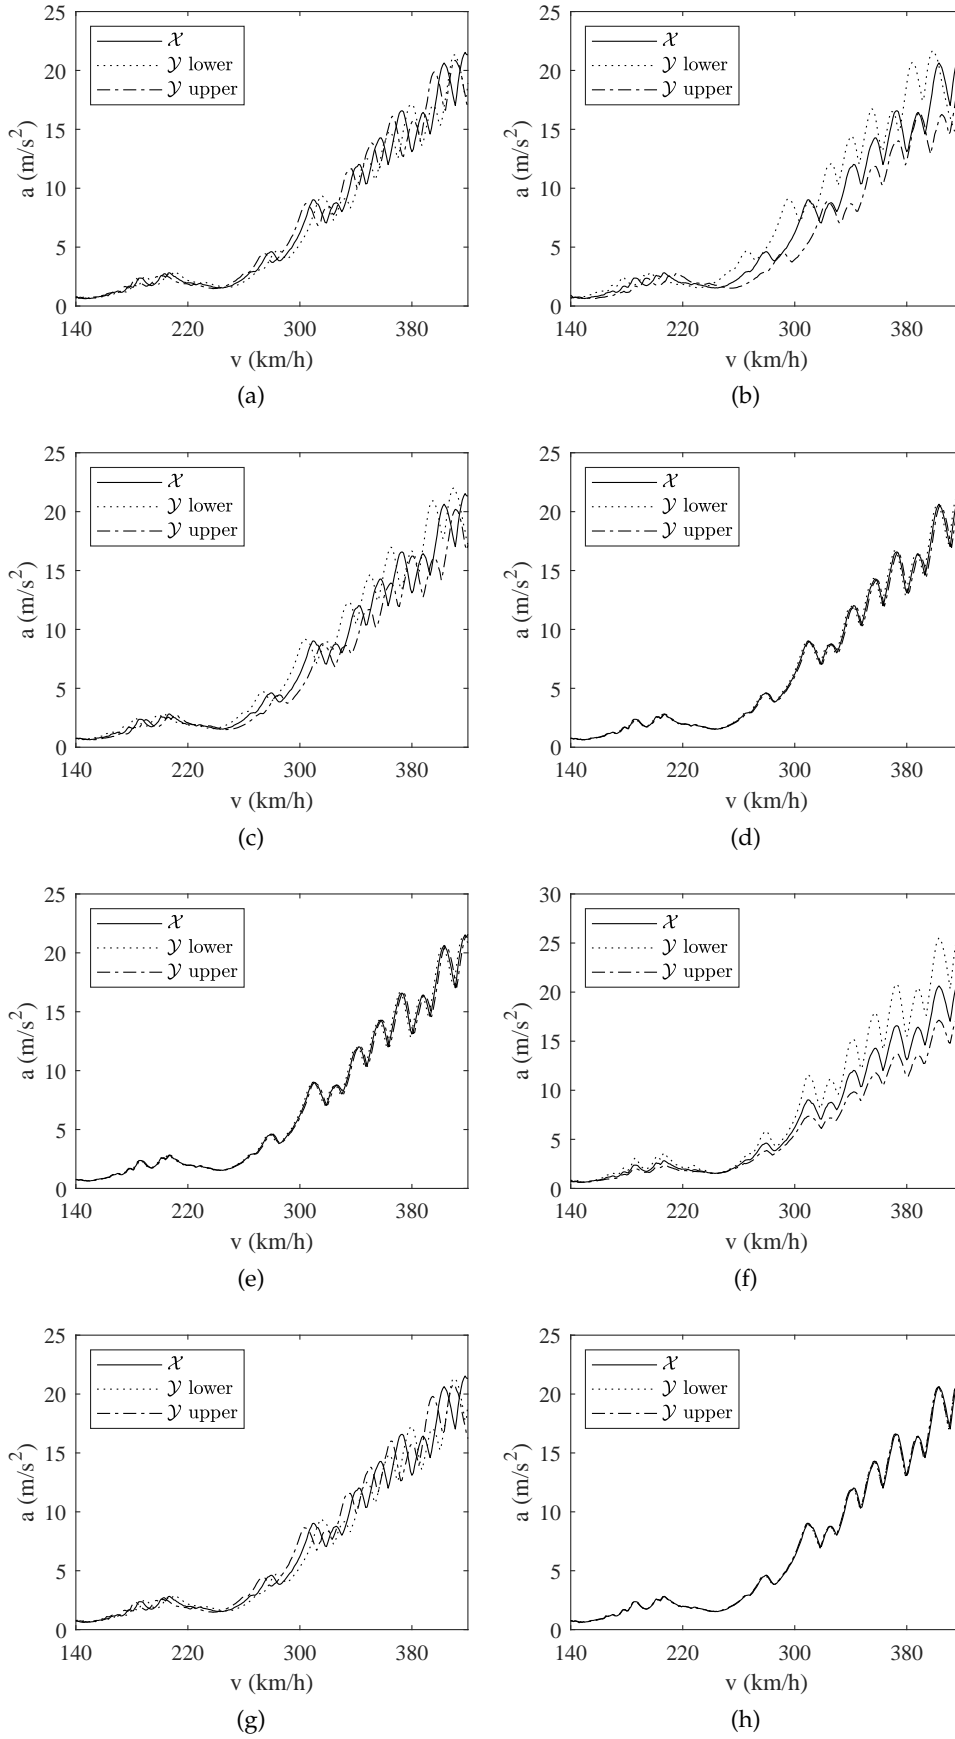 25
20
15
10
5
0
a (m/s²)
𝒳
𝒴 lower
𝒴 upper
140 220 300 380
v (km/h)
(a)
25
20
15
10
5
0
a (m/s²)
𝒳
𝒴 lower
𝒴 upper
140 220 300 380
v (km/h)
(b)
25
20
15
10
5
0
a (m/s²)
𝒳
𝒴 lower
𝒴 upper
140 220 300 380
v (km/h)
(c)
25
20
15
10
5
0
a (m/s²)
𝒳
𝒴 lower
𝒴 upper
140 220 300 380
v (km/h)
(d)
25
20
15
10
5
0
a (m/s²)
𝒳
𝒴 lower
𝒴 upper
140 220 300 380
v (km/h)
(e)
30
25
20
15
10
5
0
a (m/s²)
𝒳
𝒴 lower
𝒴 upper
140 220 300 380
v (km/h)
(f)
25
20
15
10
5
0
a (m/s²)
𝒳
𝒴 lower
𝒴 upper
140 220 300 380
v (km/h)
(g)
25
20
15
10
5
0
a (m/s²)
𝒳
𝒴 lower
𝒴 upper
140 220 300 380
v (km/h)
(h)